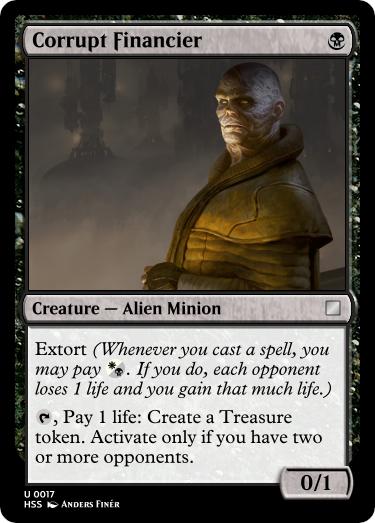 Corrupt Financier
Creature — Alien Minion
Extort (Whenever you cast a spell, you
may pay . If you do, each opponent
loses 1 life and you gain that much life.)
, Pay 1 life: Create a Treasure
token. Activate only if you have two
or more opponents.
0/1
U 0017
HSS Anders Finér